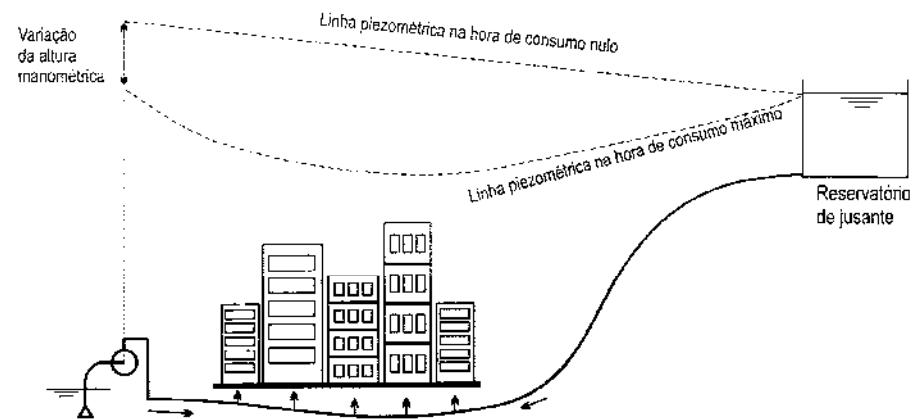 Linha piezométrica na hora de consumo nulo
Variação
da altura
manométrica
Linha piezométrica na hora de consumo máximo
Reservatório
de jusante